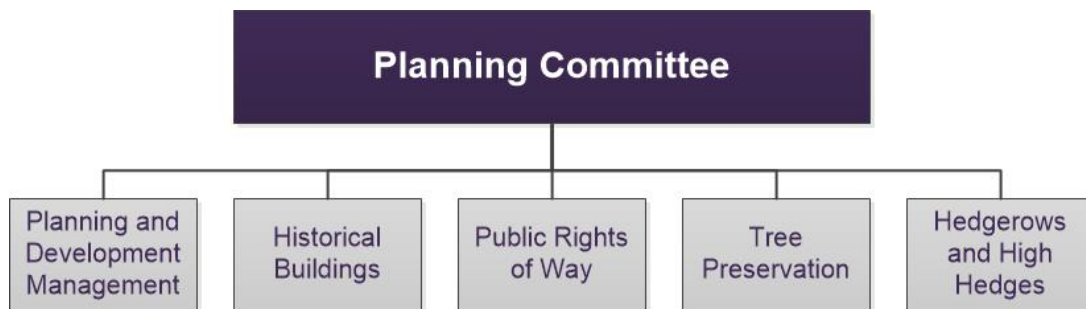 Planning Committee
Planning and
Development
Management
Historical
Buildings
Public Rights
of Way
Tree
Preservation
Hedgerows
and High
Hedges